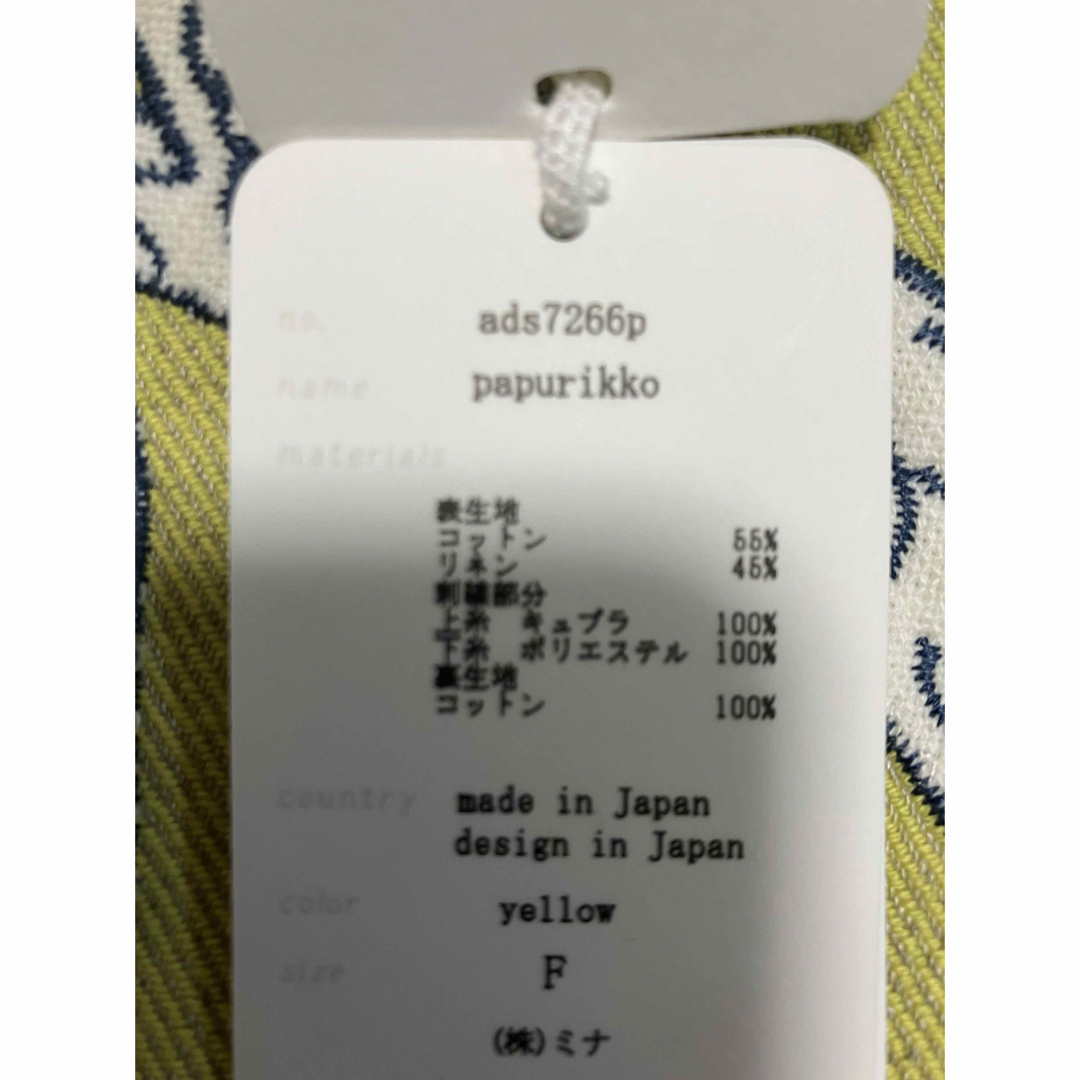 no. ads7266p
name papurikko
materials
表生地
コットン 55%
リネン 45%
刺繍部分
上糸 キュプラ 100%
下糸 ポリエステル 100%
裏生地
コットン 100%
country made in Japan
design in Japan
color yellow
size F
(株)ミナ